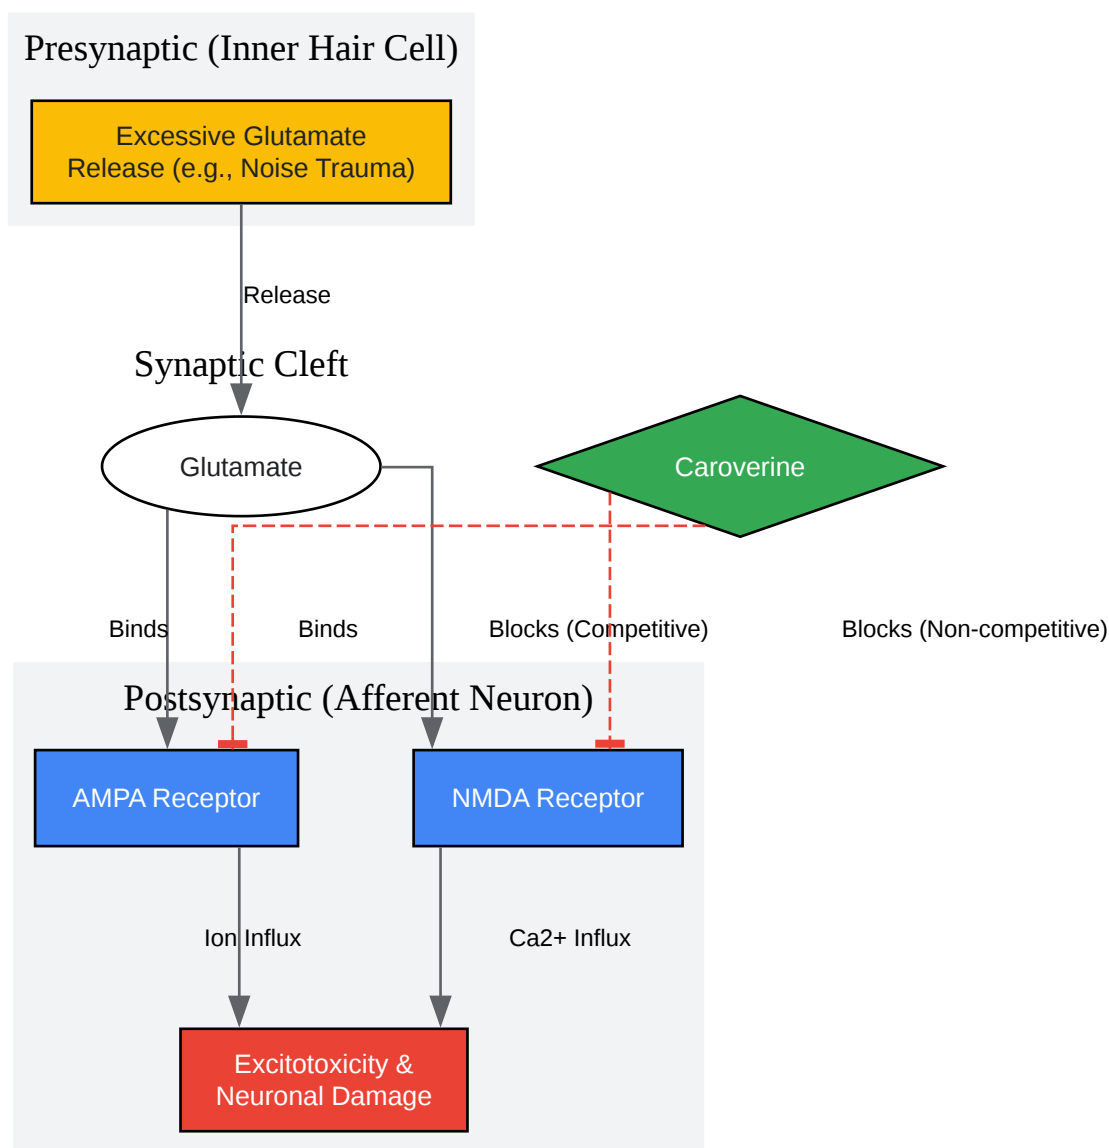 Presynaptic (Inner Hair Cell)
Excessive Glutamate
Release (e.g., Noise Trauma)
Release
Synaptic Cleft
Glutamate
Caroverine
Binds
Binds
Blocks (Competitive)
Blocks (Non-competitive)
Postsynaptic (Afferent Neuron)
AMPA Receptor
NMDA Receptor
Ion Influx
Ca2+ Influx
Excitotoxicity &
Neuronal Damage